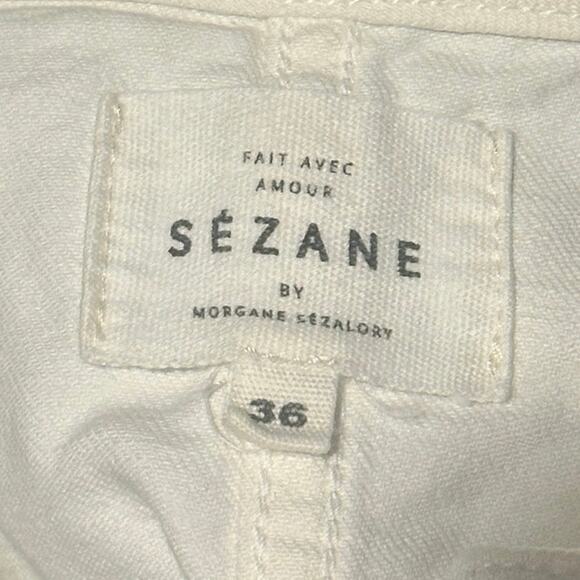 FAIT AVEC
AMOUR
SÉZANE
BY
MORGANE SÉZALORY
36